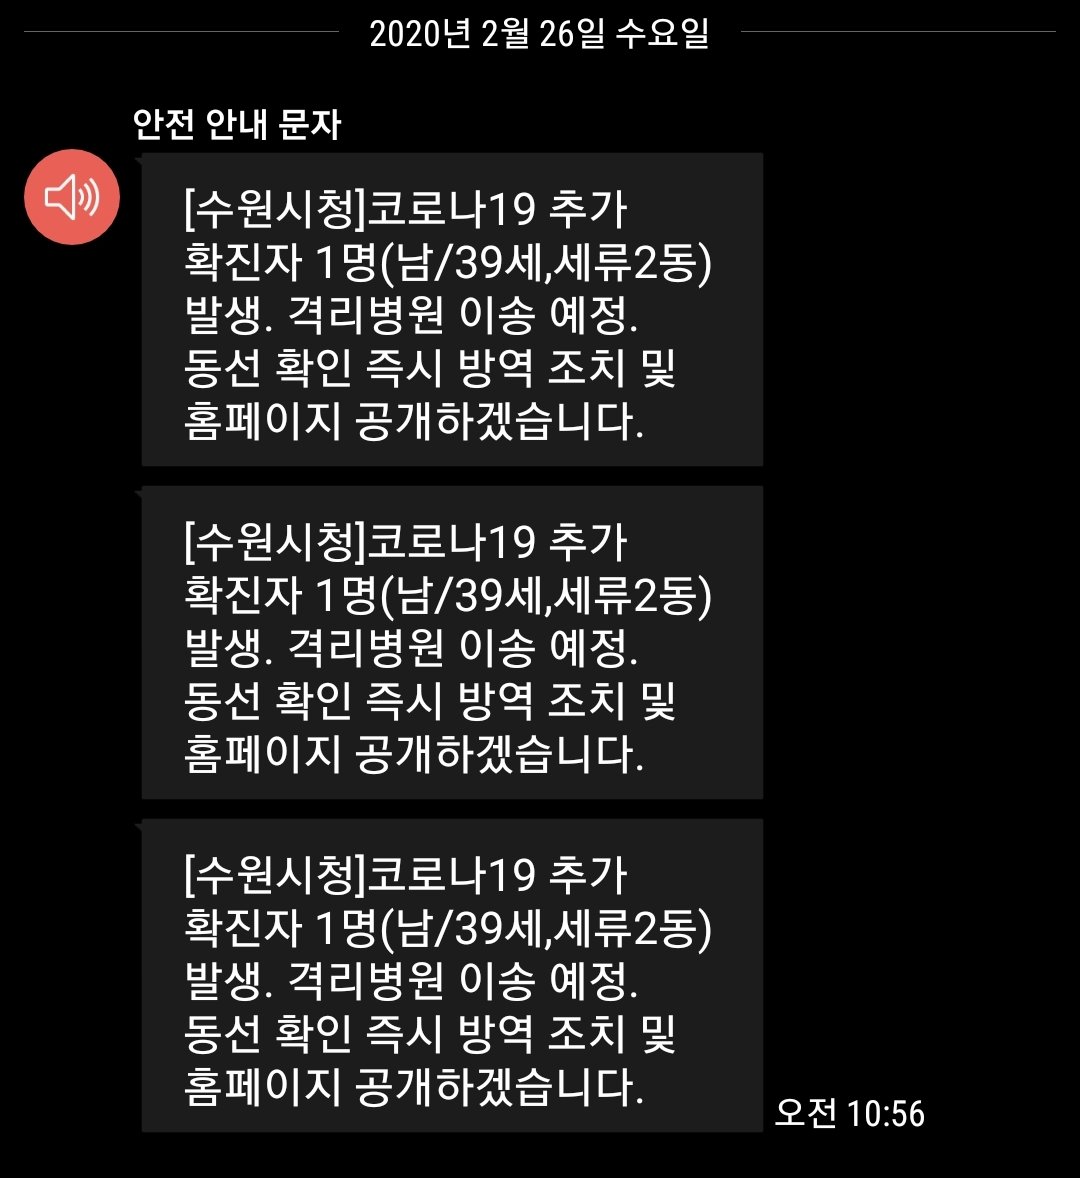 2020년 2월 26일 수요일
안전 안내 문자
[수원시청]코로나19 추가
확진자 1명(남/39세,세류2동)
발생. 격리병원 이송 예정.
동선 확인 즉시 방역 조치 및
홈페이지 공개하겠습니다.
[수원시청]코로나19 추가
확진자 1명(남/39세,세류2동)
발생. 격리병원 이송 예정.
동선 확인 즉시 방역 조치 및
홈페이지 공개하겠습니다.
[수원시청]코로나19 추가
확진자 1명(남/39세,세류2동)
발생. 격리병원 이송 예정.
동선 확인 즉시 방역 조치 및
홈페이지 공개하겠습니다.
오전 10:56